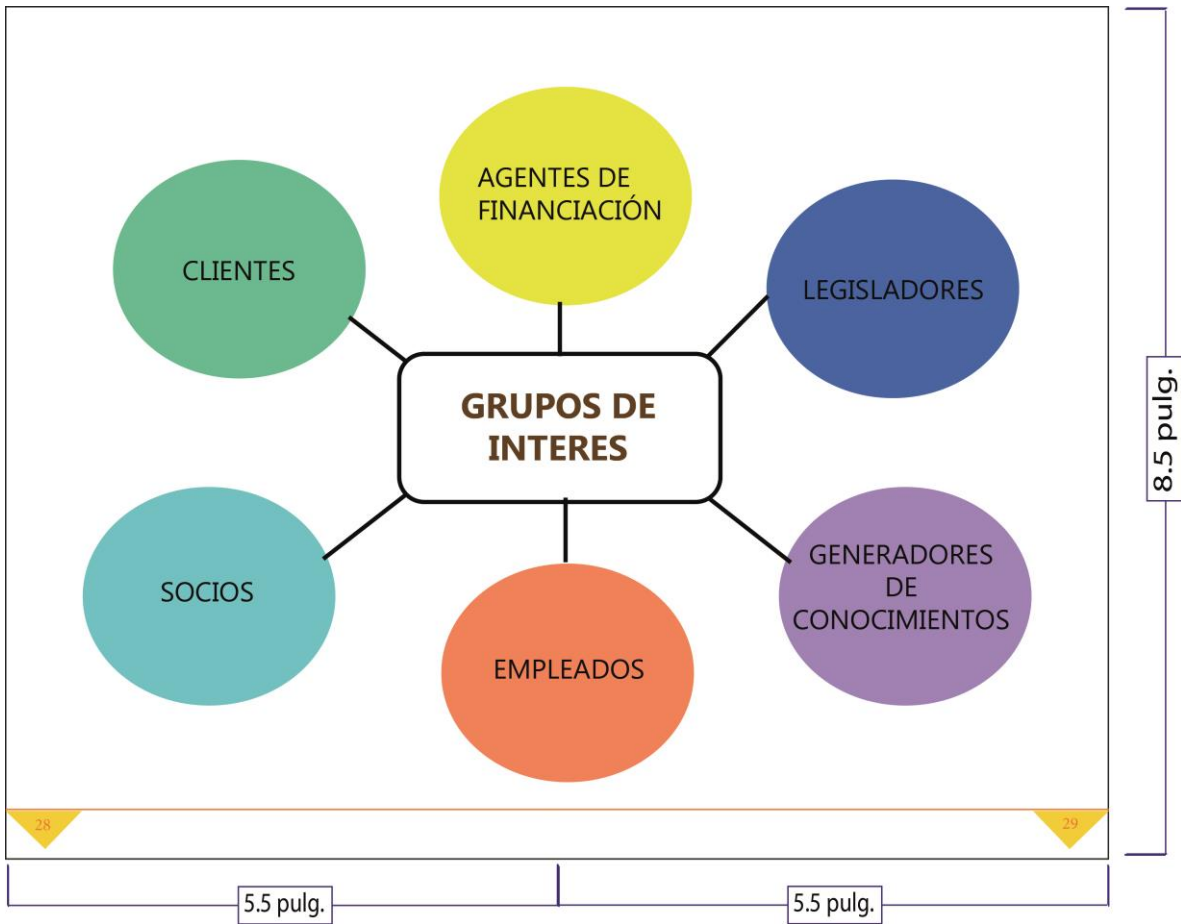 AGENTES DE
FINANCIACIÓN
CLIENTES
LEGISLADORES
GRUPOS DE
INTERES
8.5 pulg.
SOCIOS
GENERADORES
DE
CONOCIMIENTOS
EMPLEADOS
28
29
5.5 pulg.
5.5 pulg.